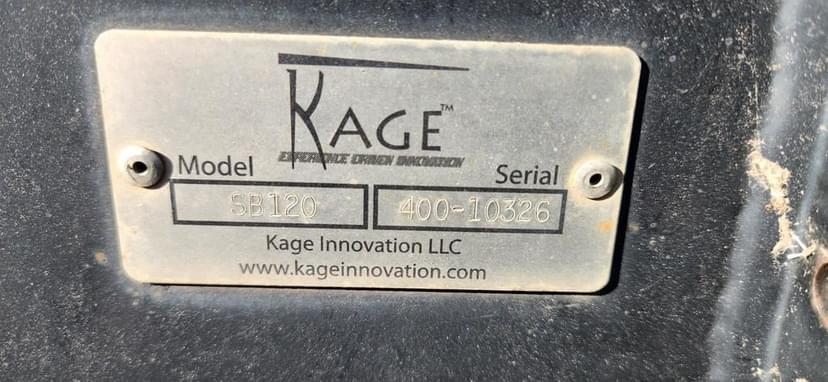 KAGE™
EXPERIENCE DRIVEN INNOVATION
Model Serial
SB120 400-10326
Kage Innovation LLC
www.kageinnovation.com